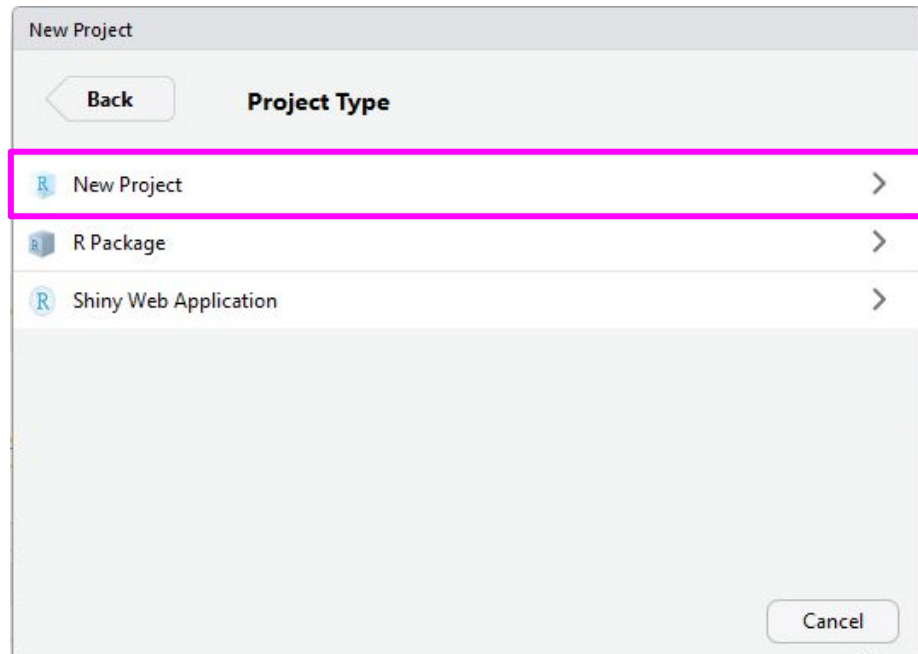 New Project
Back
Project Type
R New Project
R R Package
R Shiny Web Application
Cancel